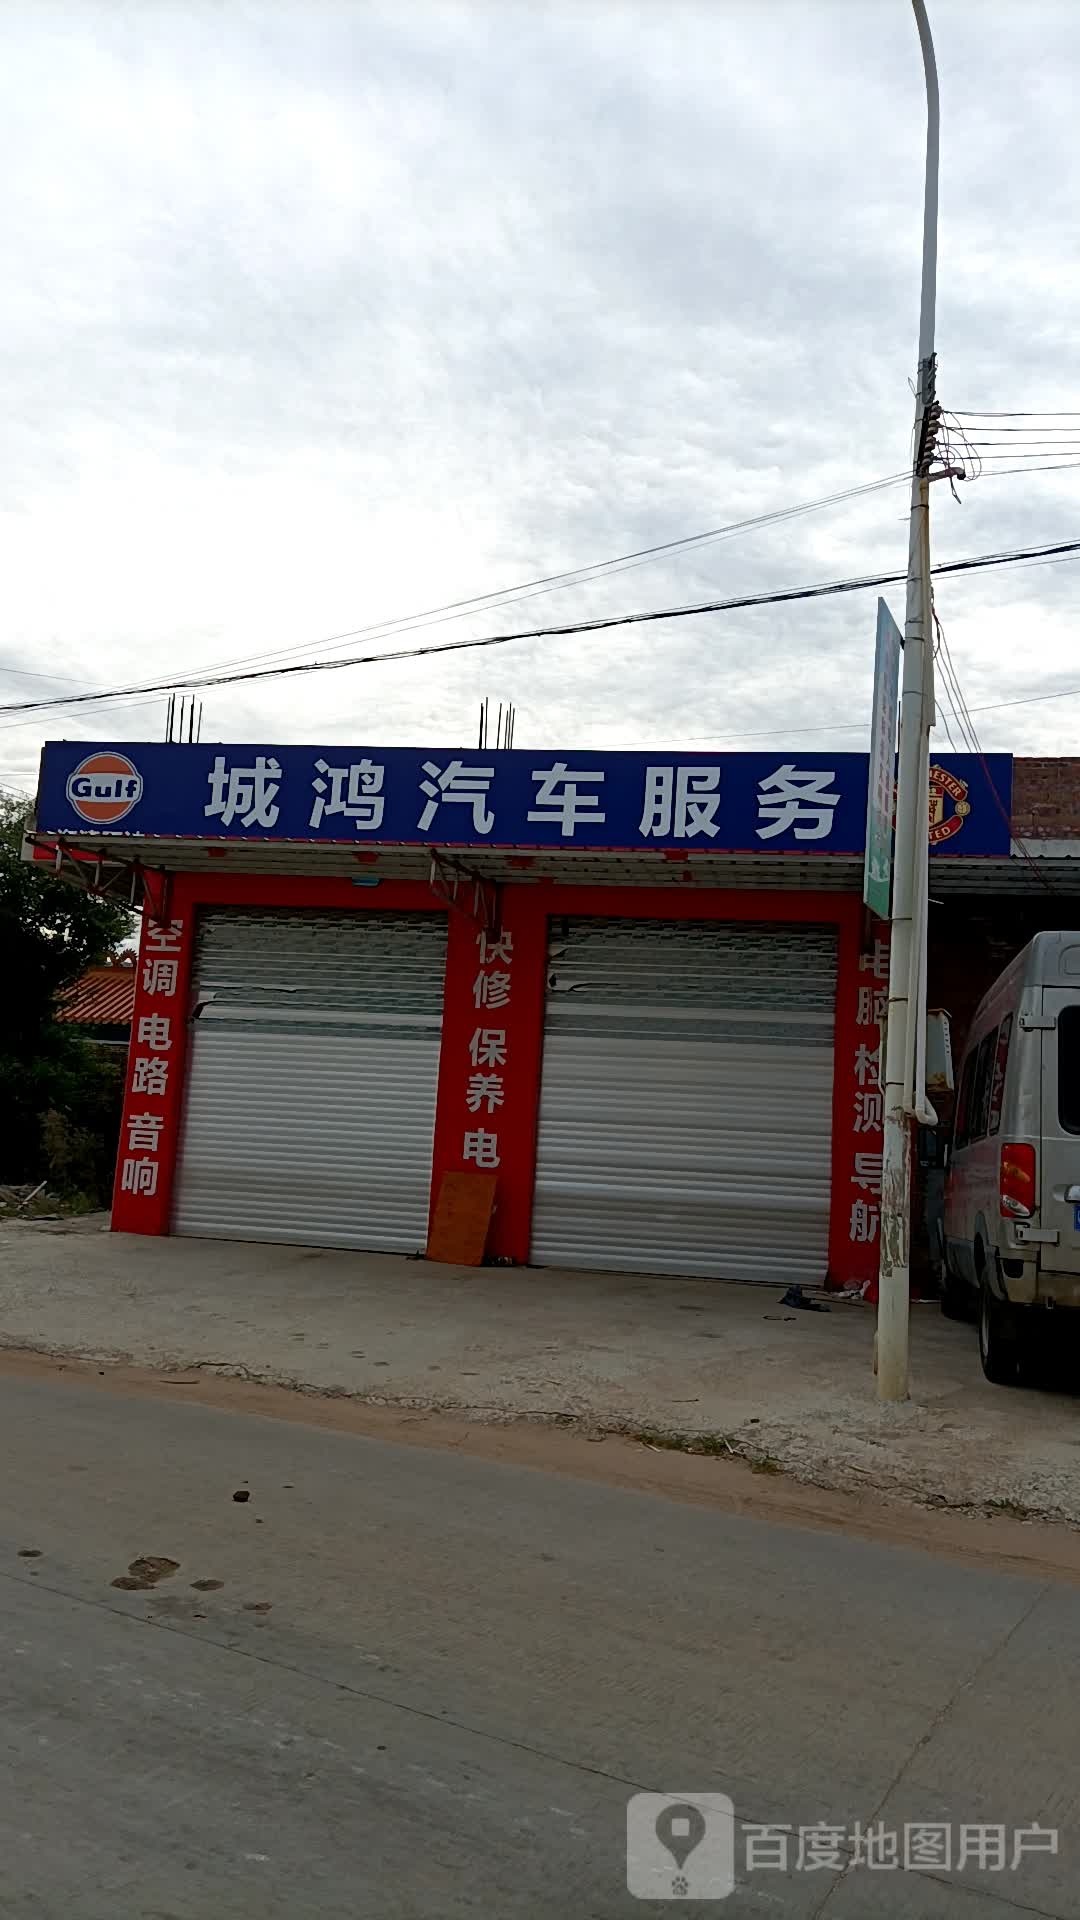 Gulf
城鸿汽车服务
空调 电路 音响
快修 保养 电
电脑 检测 导航
百度地图用户